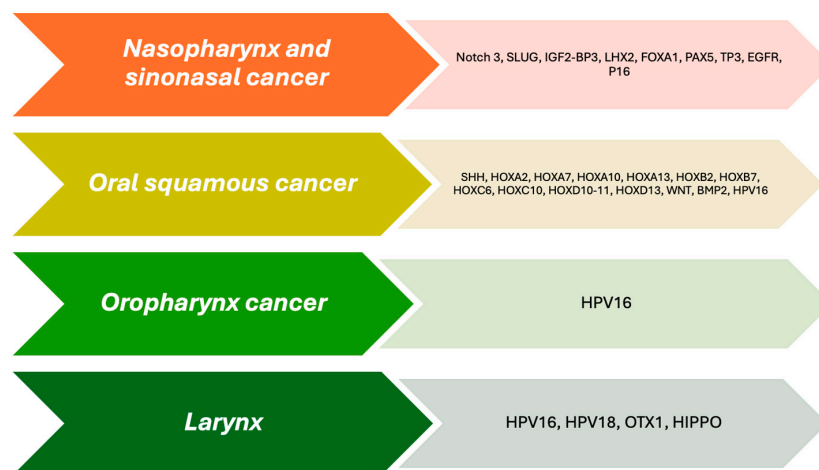 Nasopharynx and
sinonasal cancer
Notch 3, SLUG, IGF2-BP3, LHX2, FOXA1, PAX5, TP3, EGFR,
P16
Oral squamous cancer
SHH, HOXA2, HOXA7, HOXA10, HOXA13, HOXB2, HOXB7,
HOXC6, HOXC10, HOXD10-11, HOXD13, WNT, BMP2, HPV16
Oropharynx cancer
HPV16
Larynx
HPV16, HPV18, OTX1, HIPPO